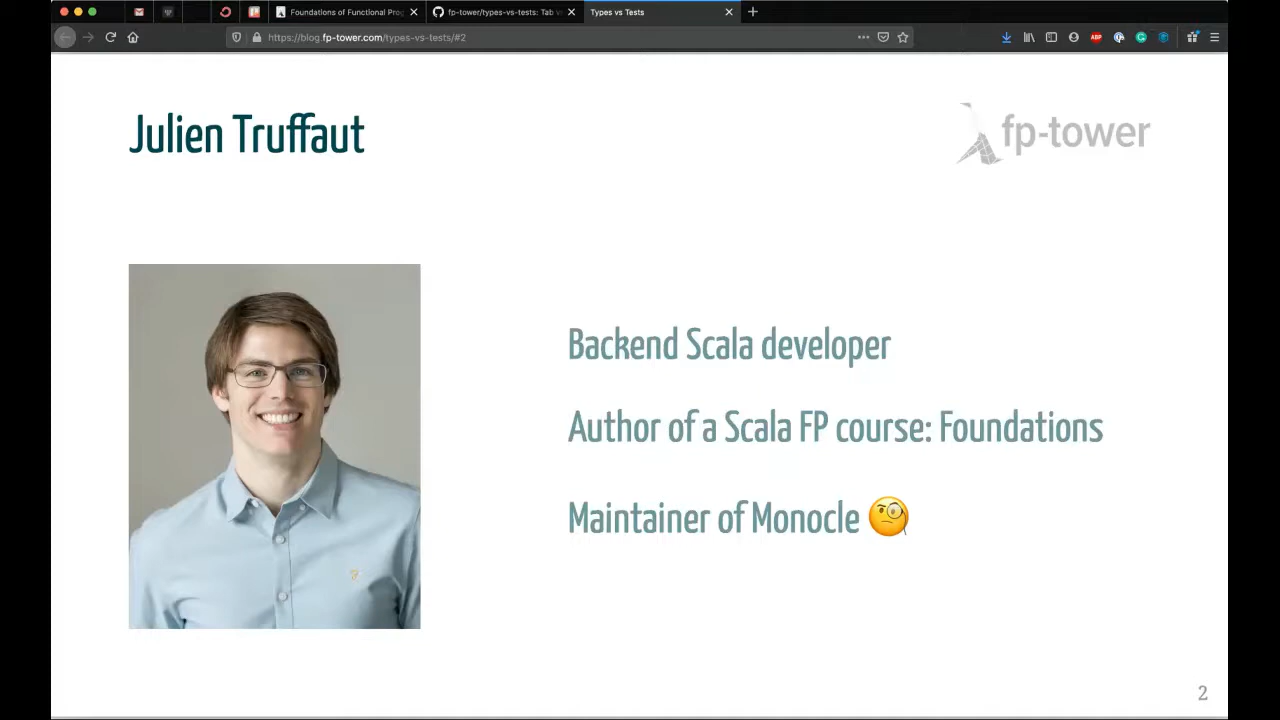 Foundations of Functional Prog
fp-tower/types-vs-tests: Tab v
Types vs Tests
https://blog.fp-tower.com/types-vs-tests/#2
ABP
Julien Truffaut
fp-tower
Backend Scala developer
Author of a Scala FP course: Foundations
Maintainer of Monocle 🧐
2